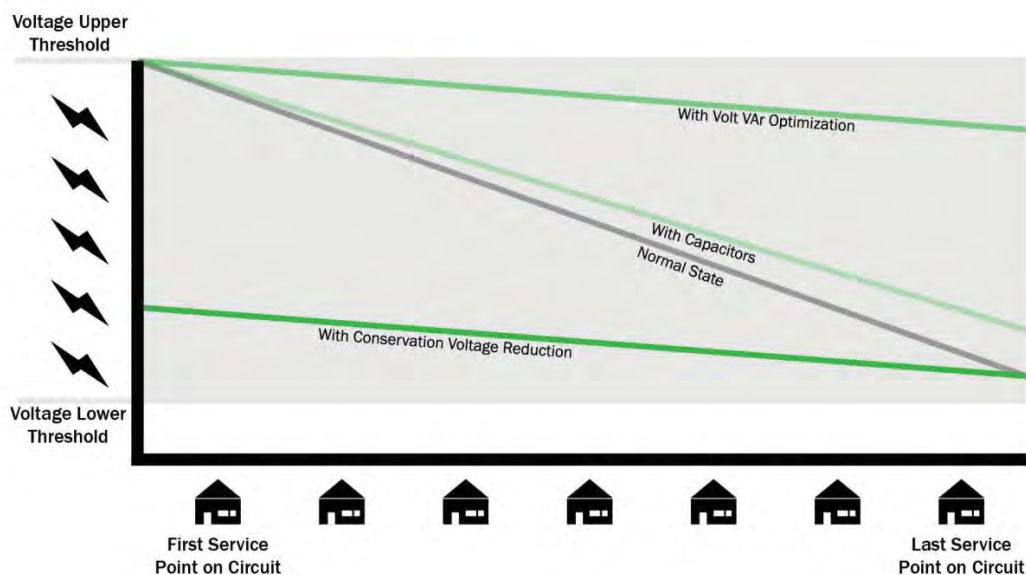 Voltage Upper
Threshold
With Volt VAr Optimization
With Capacitors
Normal State
With Conservation Voltage Reduction
Voltage Lower
Threshold
First Service
Point on Circuit
Last Service
Point on Circuit